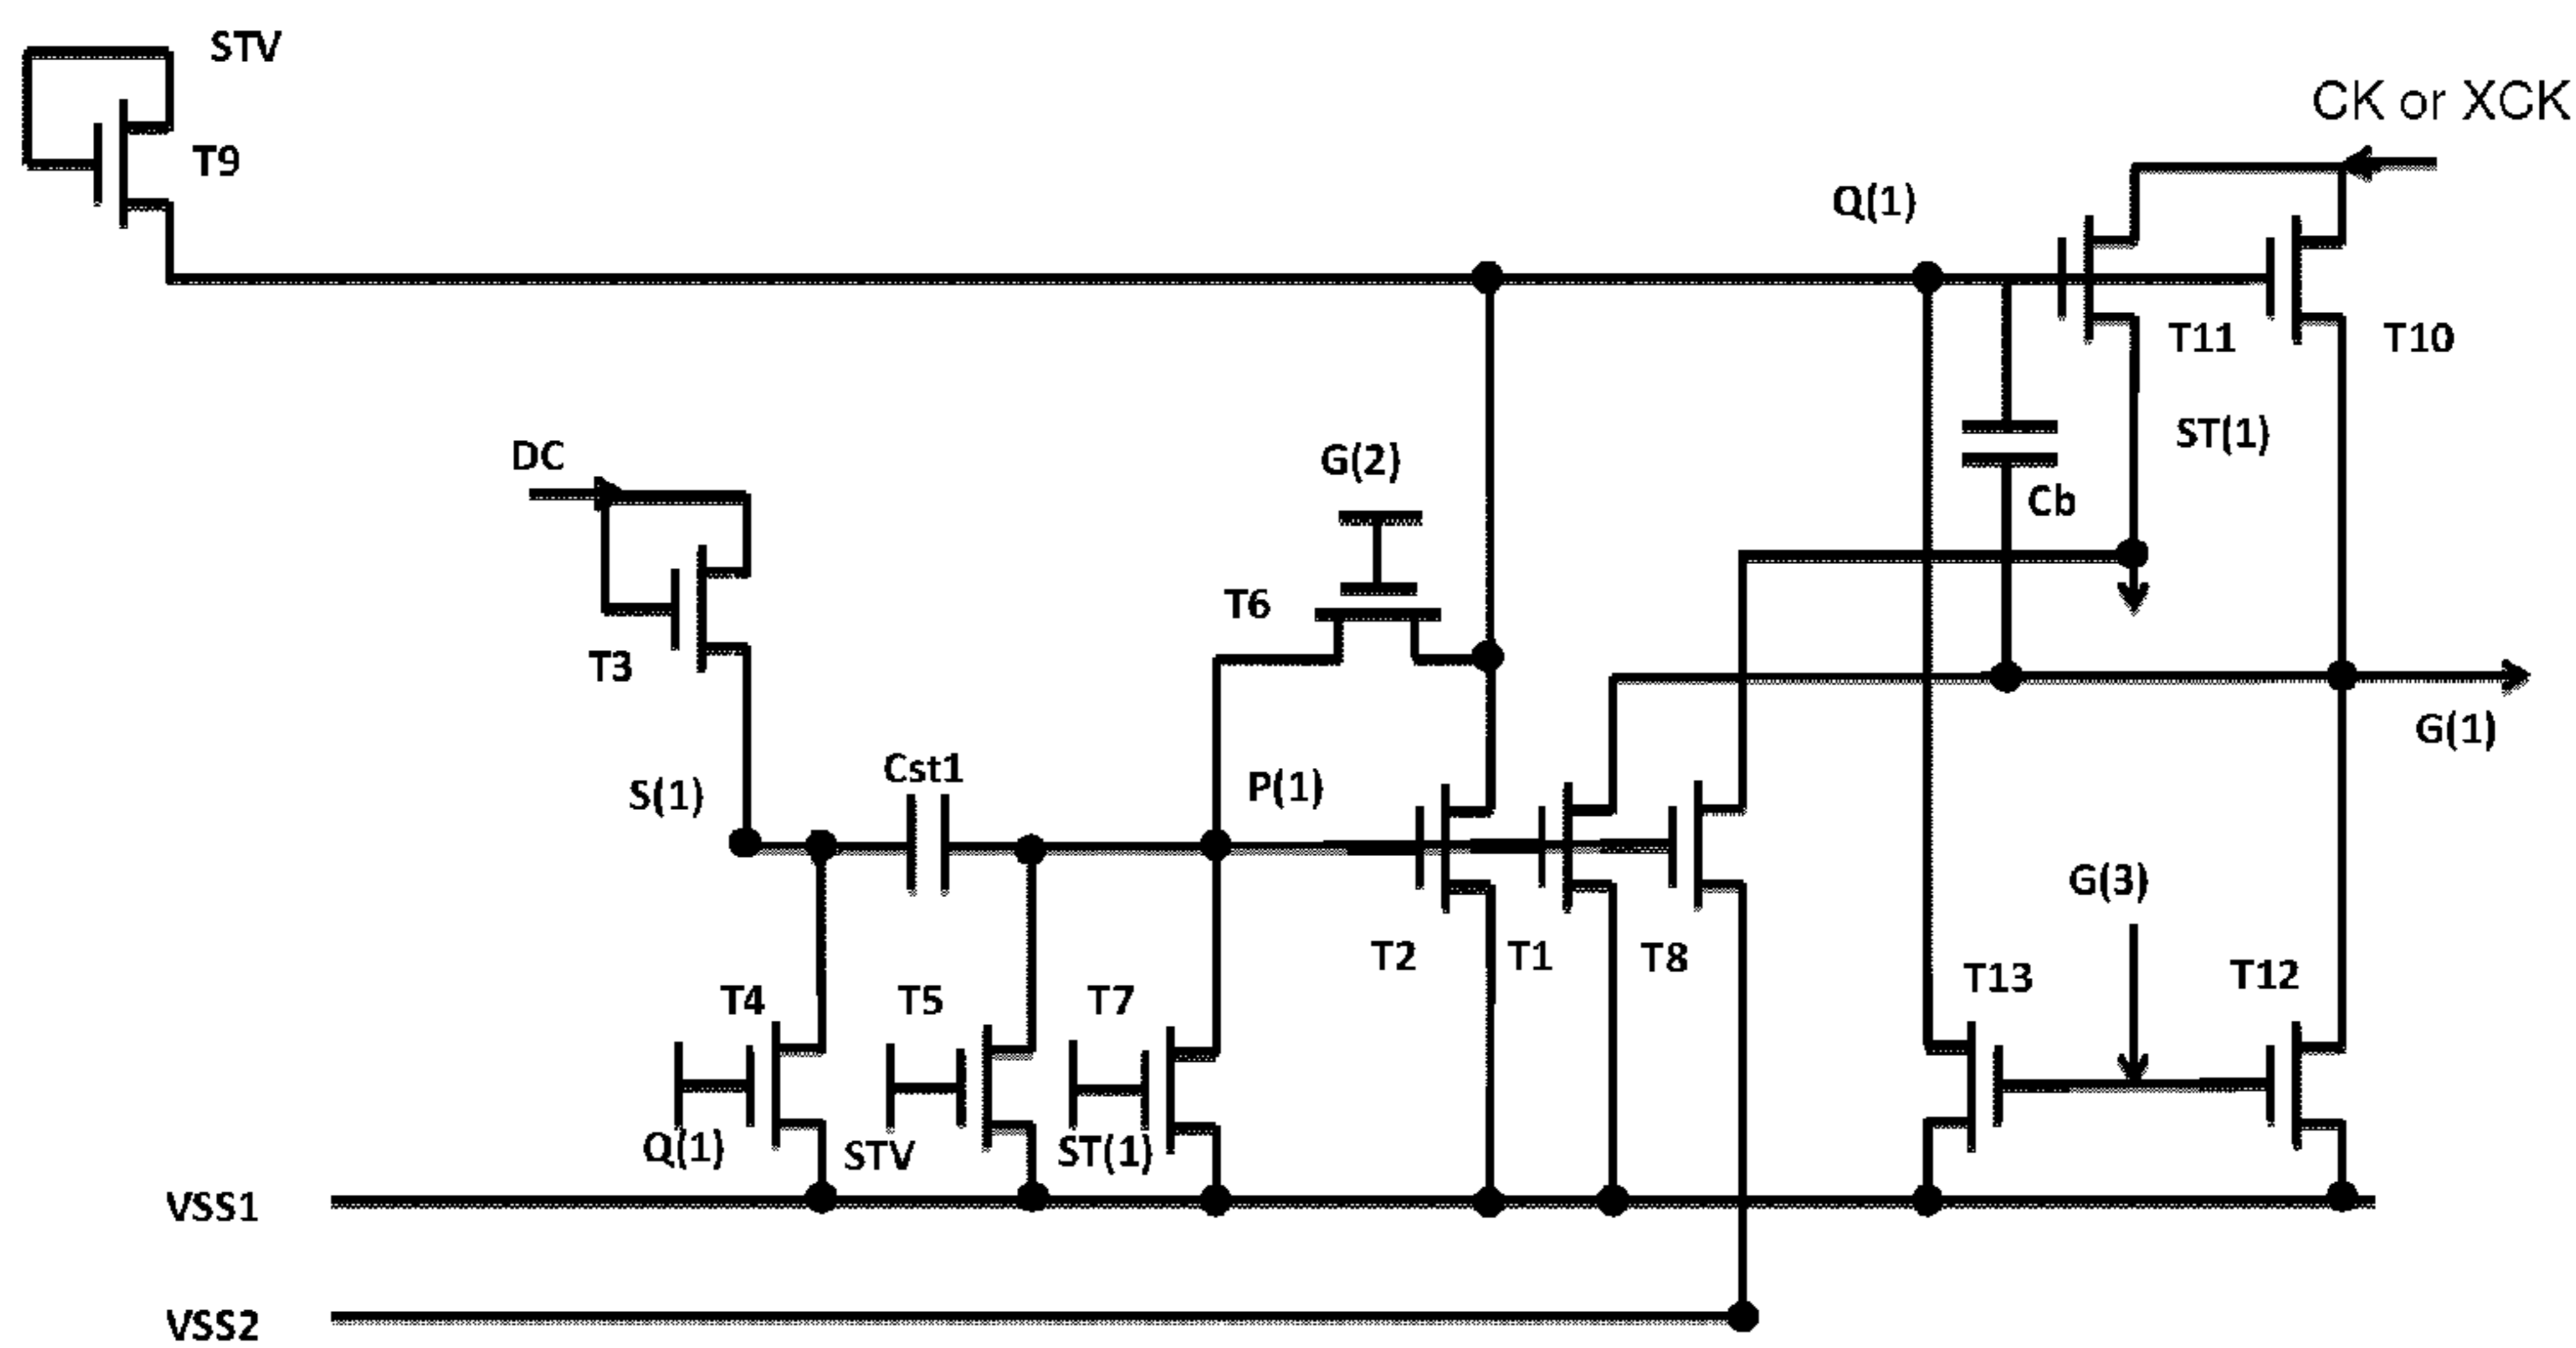 STV
CK or XCK
T9
Q(1)
T11
T10
ST(1)
DC
G(2)
Cb
T6
T3
G(1)
Cst1
P(1)
S(1)
G(3)
T2
T1
T8
T13
T12
T4
T5
T7
Q(1)
STV
ST(1)
VSS1
VSS2